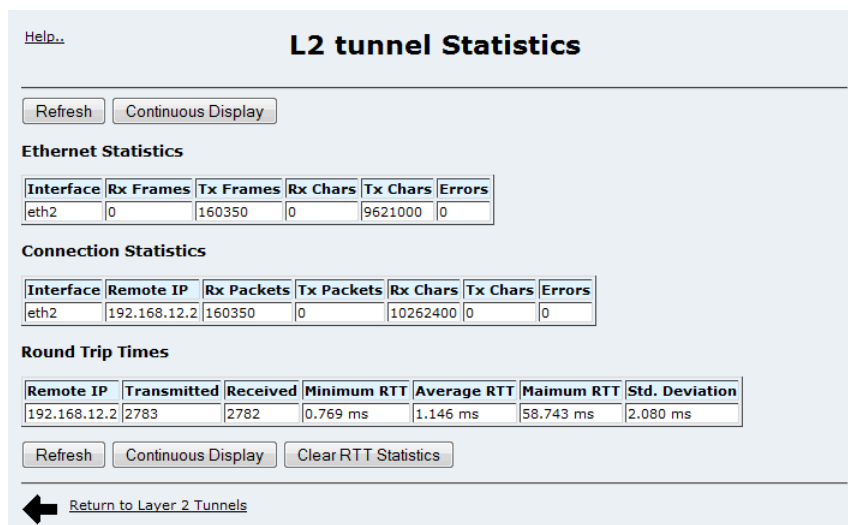 Help..
L2 tunnel Statistics
Refresh Continuous Display
Ethernet Statistics
Interface Rx Frames Tx Frames Rx Chars Tx Chars Errors
eth2 0 160350 0 9621000 0
Connection Statistics
Interface Remote IP Rx Packets Tx Packets Rx Chars Tx Chars Errors
eth2 192.168.12.2 160350 0 10262400 0 0
Round Trip Times
Remote IP Transmitted Received Minimum RTT Average RTT Maimum RTT Std. Deviation
192.168.12.2 2783 2782 0.769 ms 1.146 ms 58.743 ms 2.080 ms
Refresh Continuous Display Clear RTT Statistics
Return to Layer 2 Tunnels